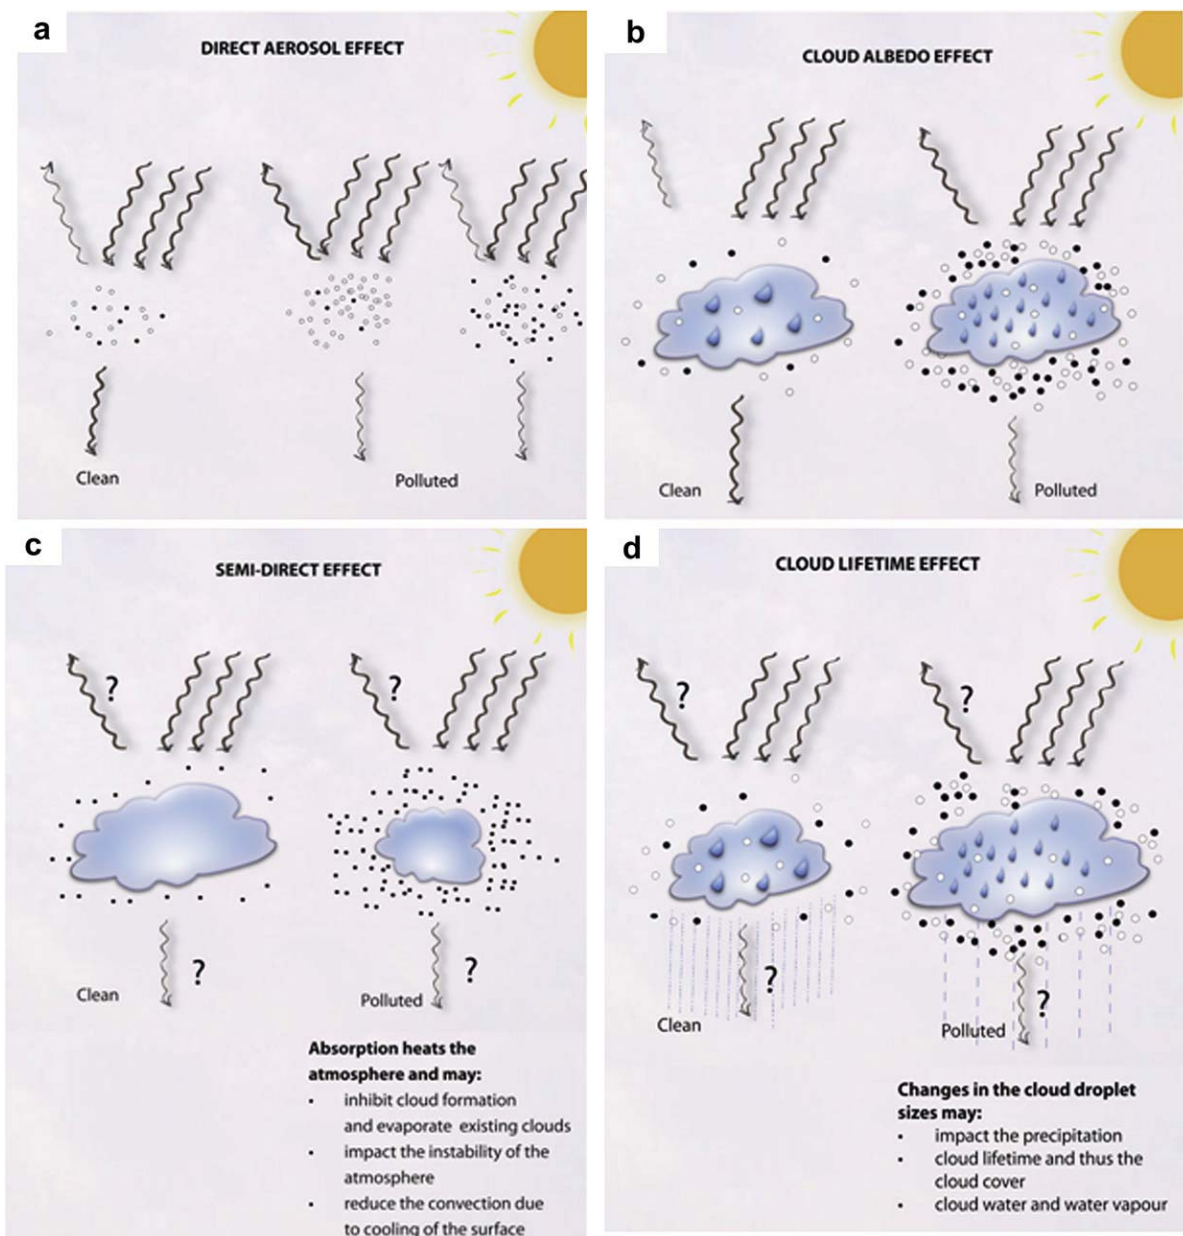 a
DIRECT AEROSOL EFFECT
Clean
Polluted
b
CLOUD ALBEDO EFFECT
Clean
Polluted
c
SEMI-DIRECT EFFECT
?
?
?
?
Clean
Polluted
Absorption heats the
atmosphere and may:
• inhibit cloud formation
and evaporate existing clouds
• impact the instability of the
atmosphere
• reduce the convection due
to cooling of the surface
d
CLOUD LIFETIME EFFECT
?
?
?
?
Clean
Polluted
Changes in the cloud droplet
sizes may:
• impact the precipitation
• cloud lifetime and thus the
cloud cover
• cloud water and water vapour